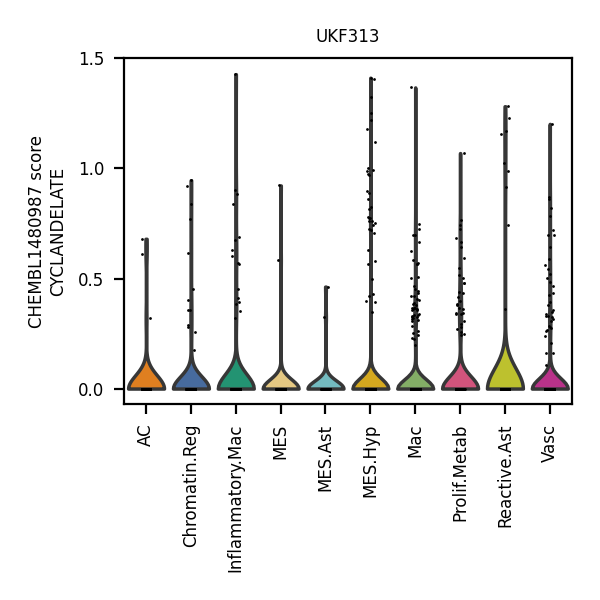 UKF313
CHEMBL1480987 score
CYCLANDELATE
1.5
1.0
0.5
0.0
AC
Chromatin.Reg
Inflammatory.Mac
MES
MES.Ast
MES.Hyp
Mac
Prolif.Metab
Reactive.Ast
Vasc